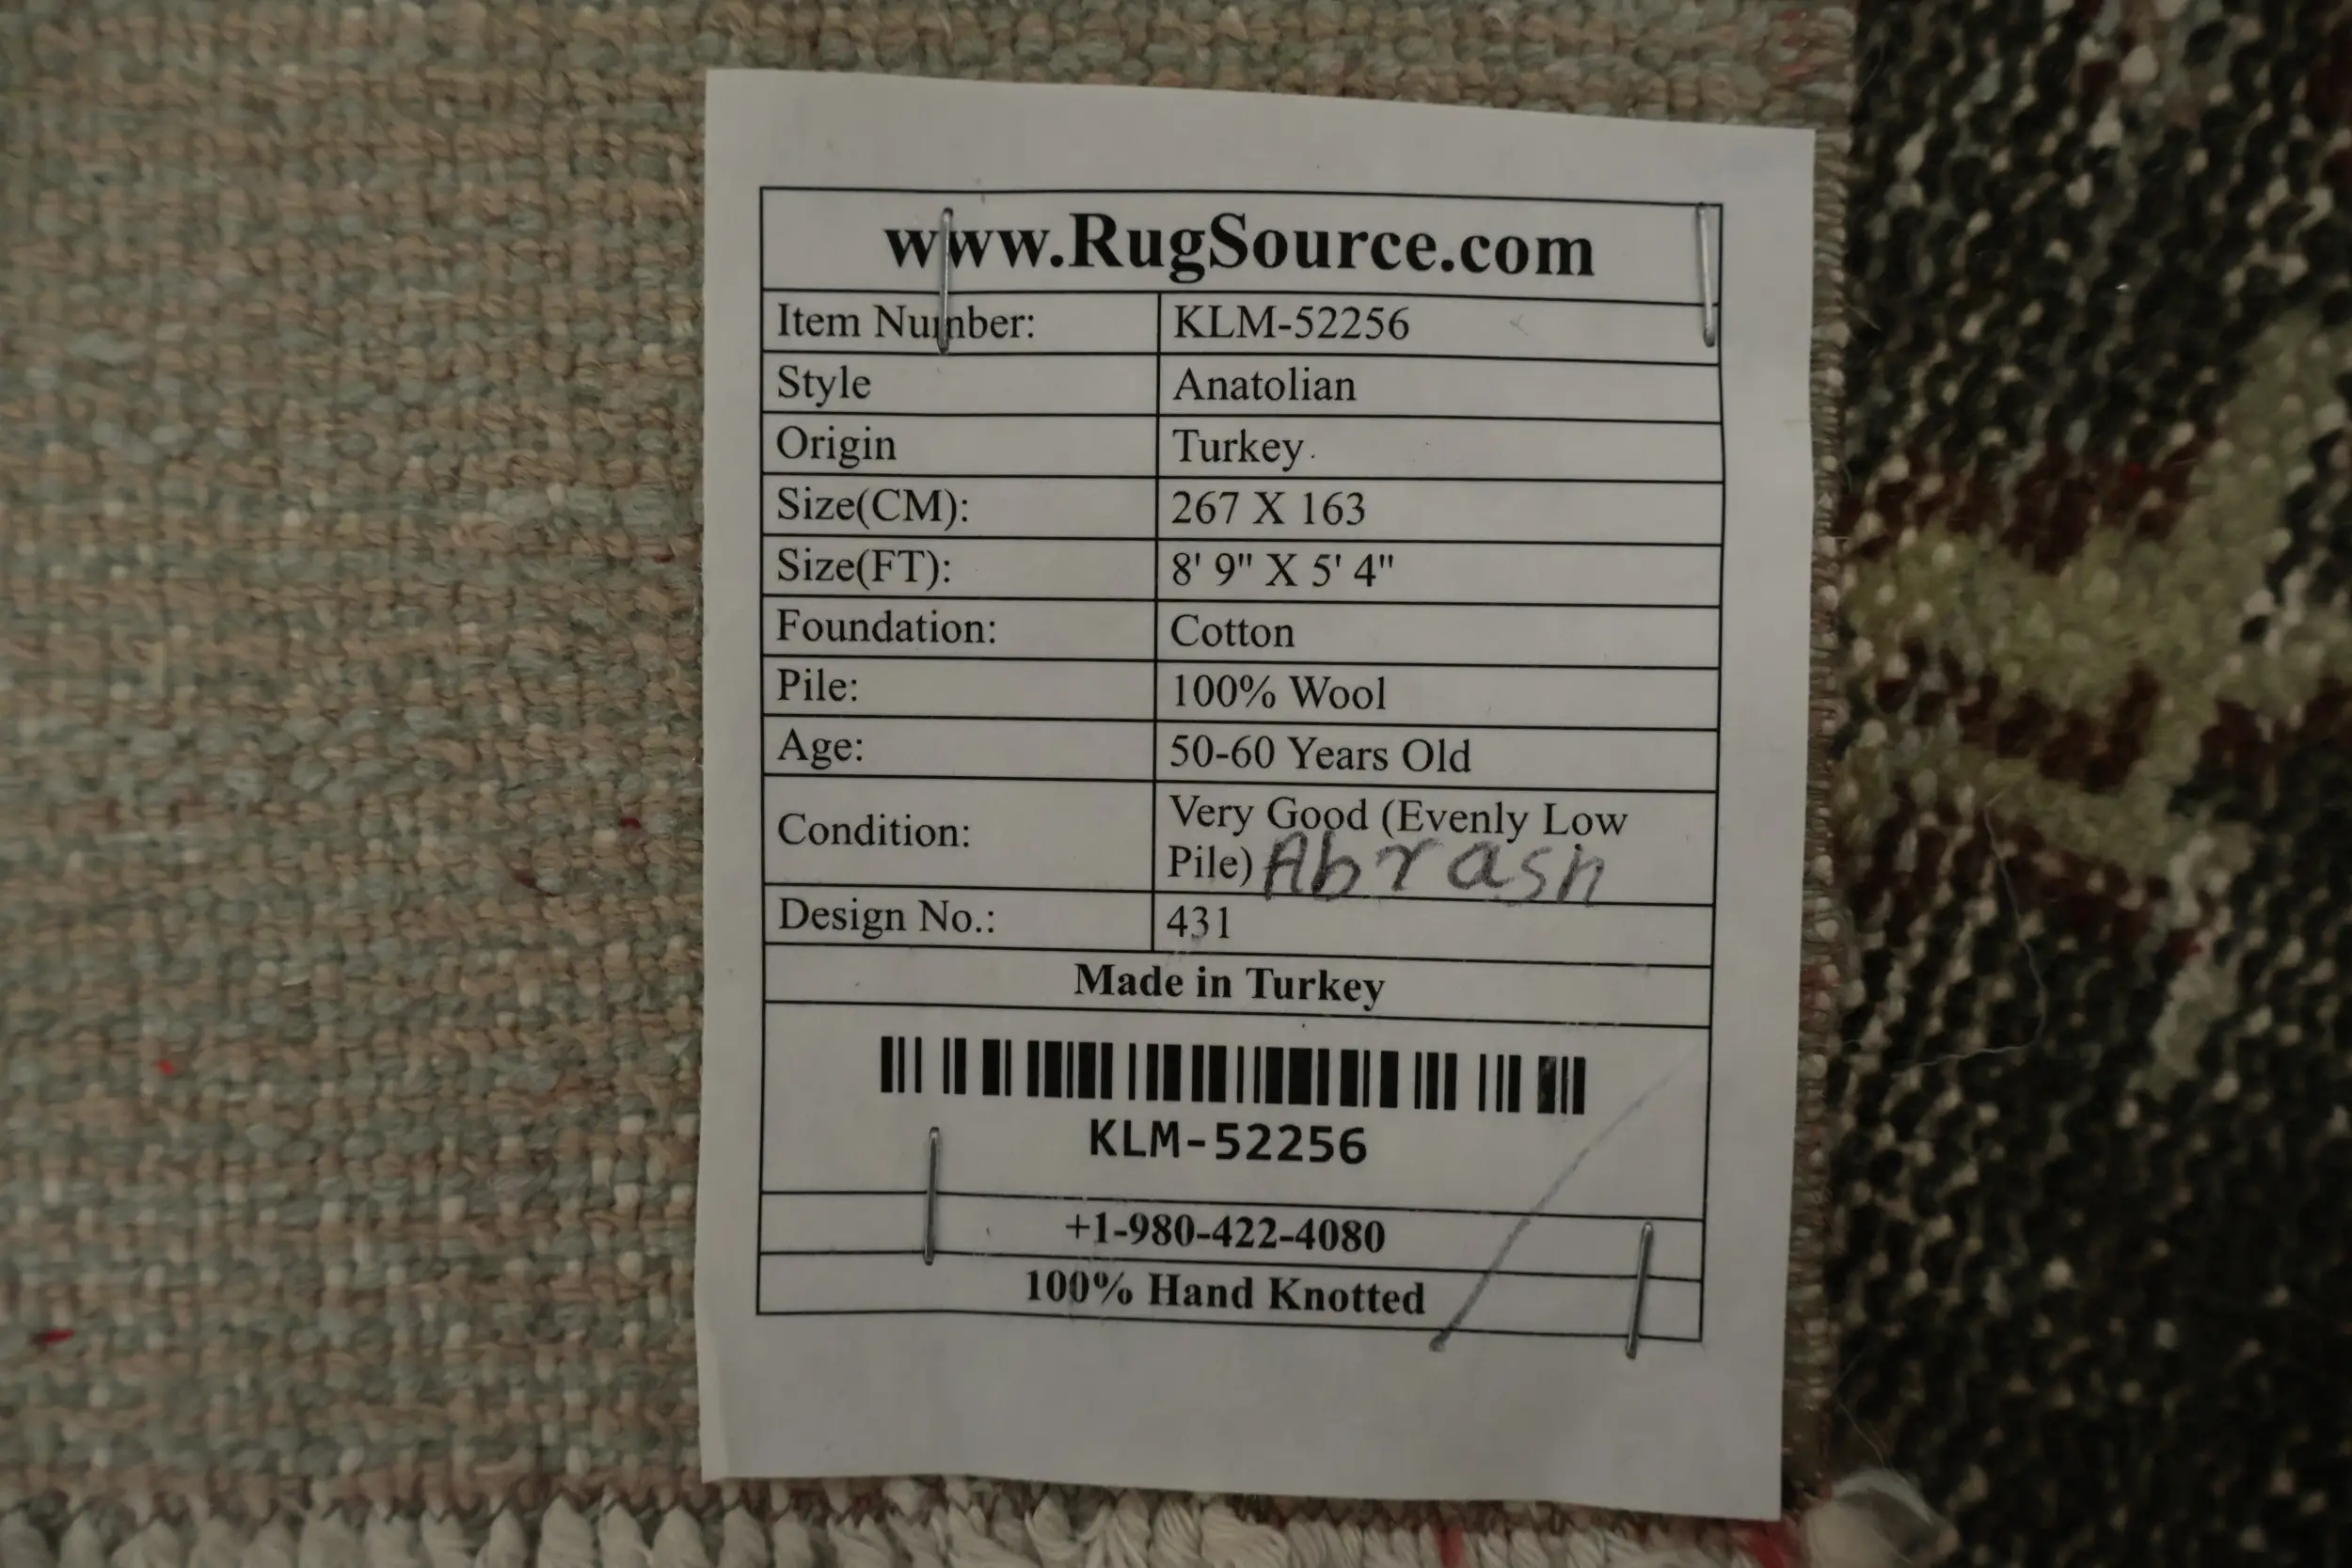 www.RugSource.com
Item Number: KLM-52256
Style Anatolian
Origin Turkey
Size(CM): 267 X 163
Size(FT): 8' 9" X 5' 4"
Foundation: Cotton
Pile: 100% Wool
Age: 50-60 Years Old
Condition: Very Good (Evenly Low
Pile) Abrash
Design No.: 431
Made in Turkey
KLM-52256
+1-980-422-4080
100% Hand Knotted